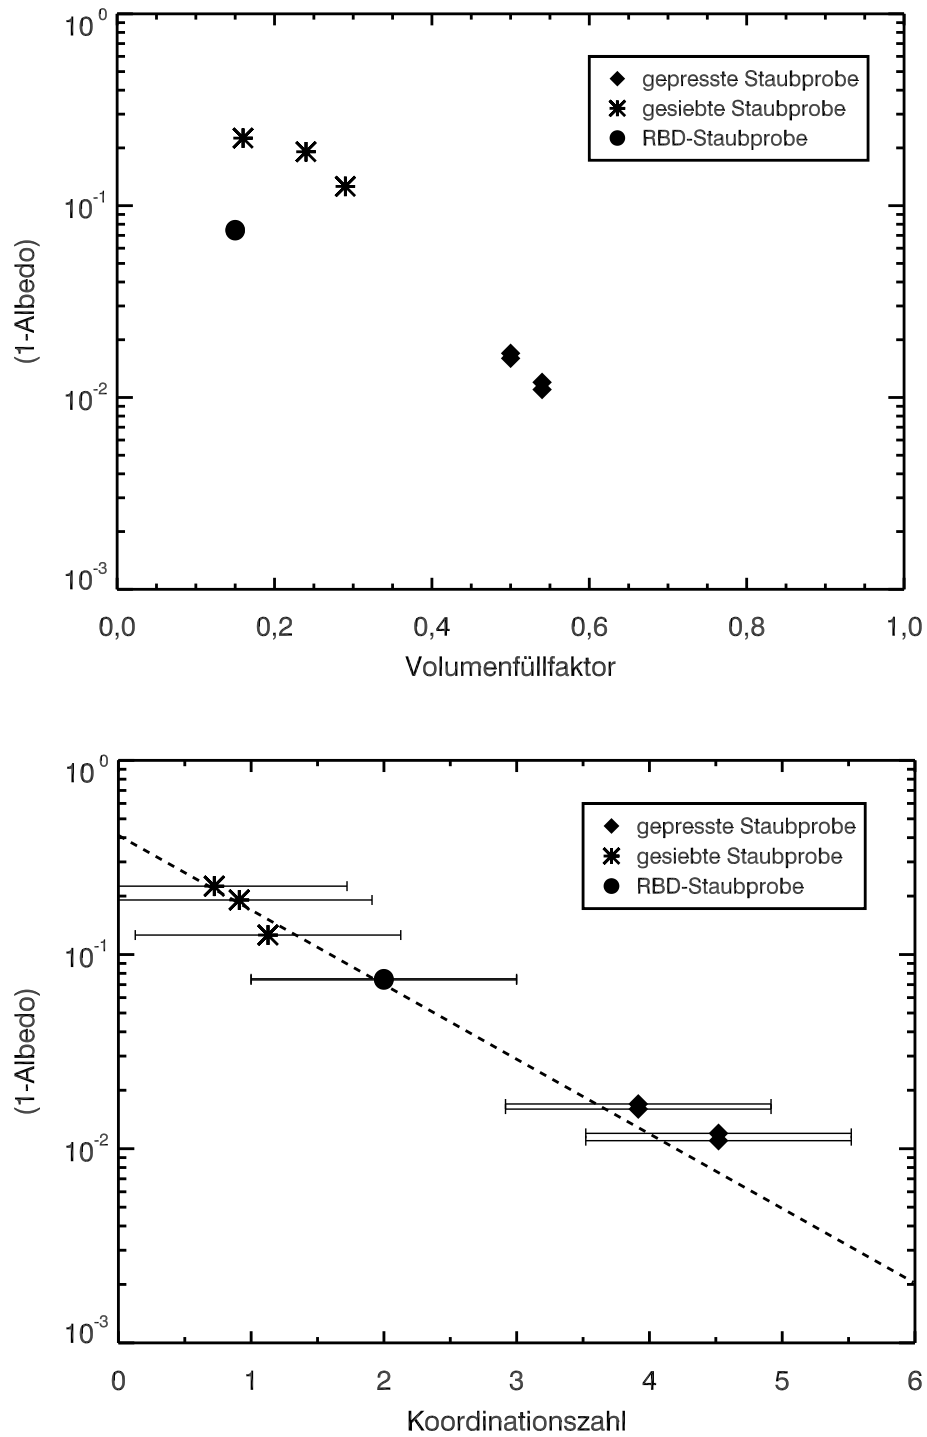 10^0
gepresste Staubprobe
gesiebte Staubprobe
RBD-Staubprobe
10^-1
(1-Albedo)
10^-2
10^-3
0,0 0,2 0,4 0,6 0,8 1,0
Volumenfüllfaktor
10^0
gepresste Staubprobe
gesiebte Staubprobe
RBD-Staubprobe
10^-1
(1-Albedo)
10^-2
10^-3
0 1 2 3 4 5 6
Koordinationszahl